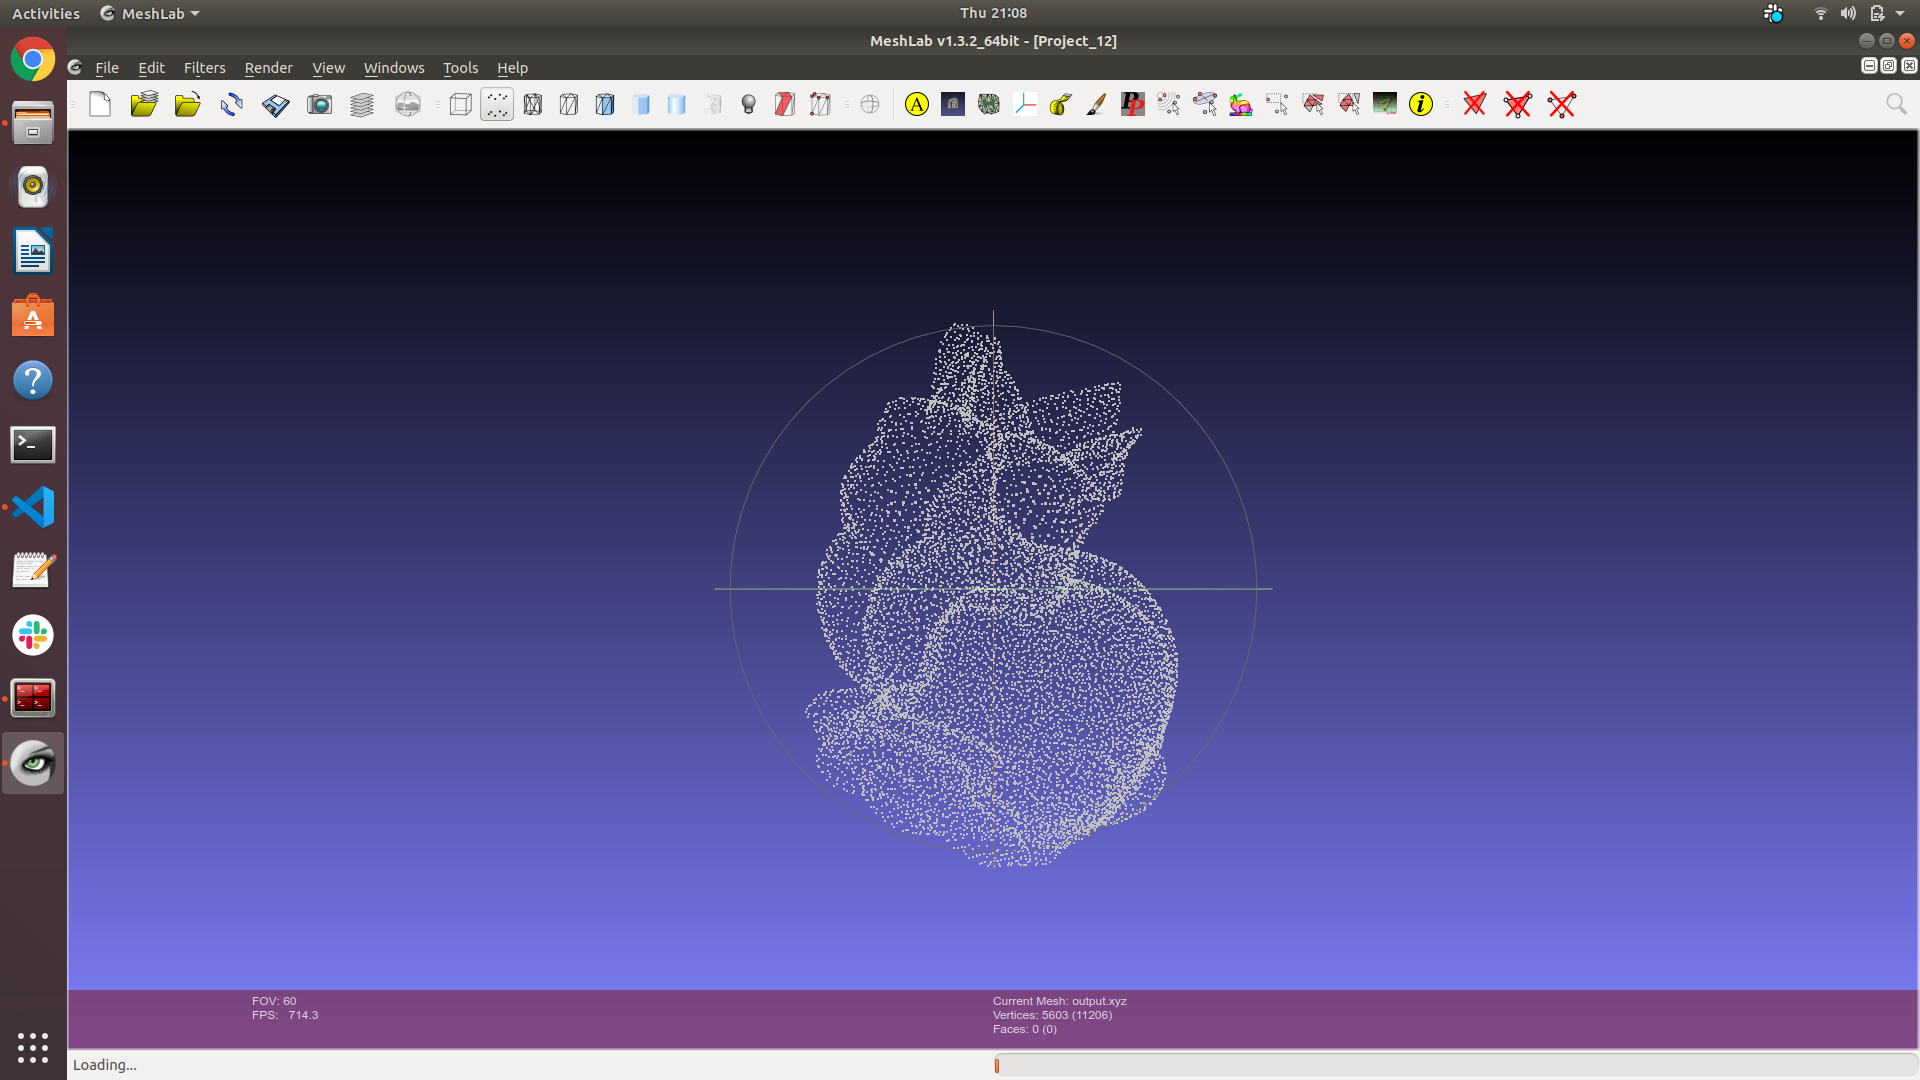 Activities MeshLab Thu 21:08
MeshLab v1.3.2_64bit - [Project_12]
File Edit Filters Render View Windows Tools Help
A PP i
FOV: 60
FPS: 714.3
Current Mesh: output.xyz
Vertices: 5603 (11206)
Faces: 0 (0)
Loading...